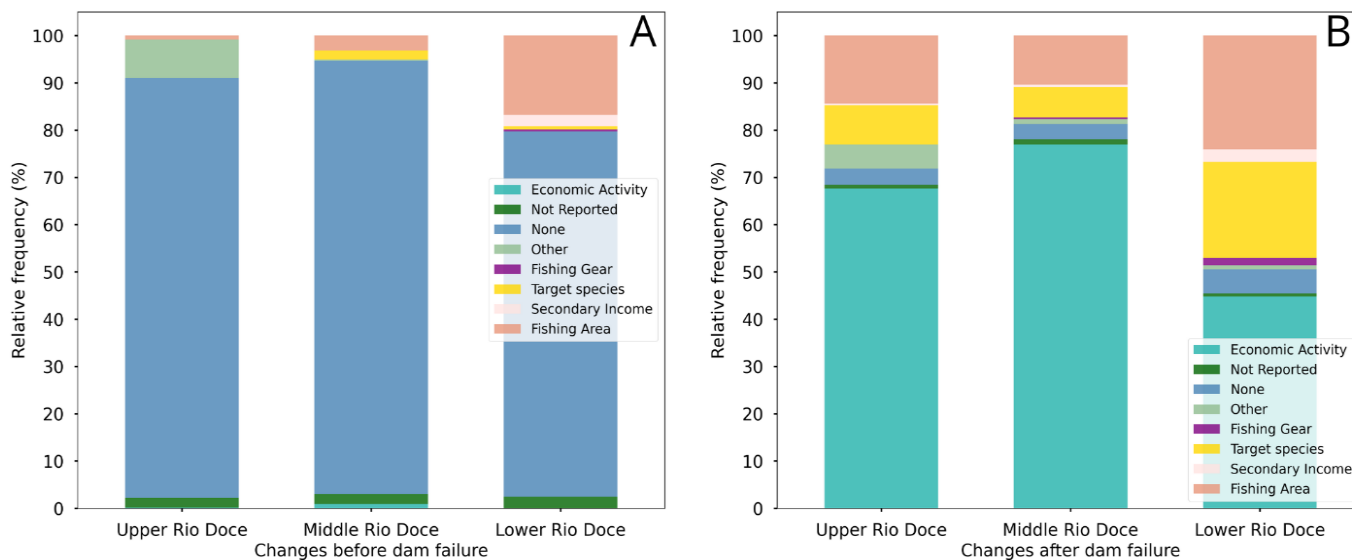 A
Relative frequency (%)
100
90
80
70
60
50
40
30
20
10
0
Economic Activity
Not Reported
None
Other
Fishing Gear
Target species
Secondary Income
Fishing Area
Upper Rio Doce
Middle Rio Doce
Lower Rio Doce
Changes before dam failure
B
Relative frequency (%)
100
90
80
70
60
50
40
30
20
10
0
Economic Activity
Not Reported
None
Other
Fishing Gear
Target species
Secondary Income
Fishing Area
Upper Rio Doce
Middle Rio Doce
Lower Rio Doce
Changes after dam failure